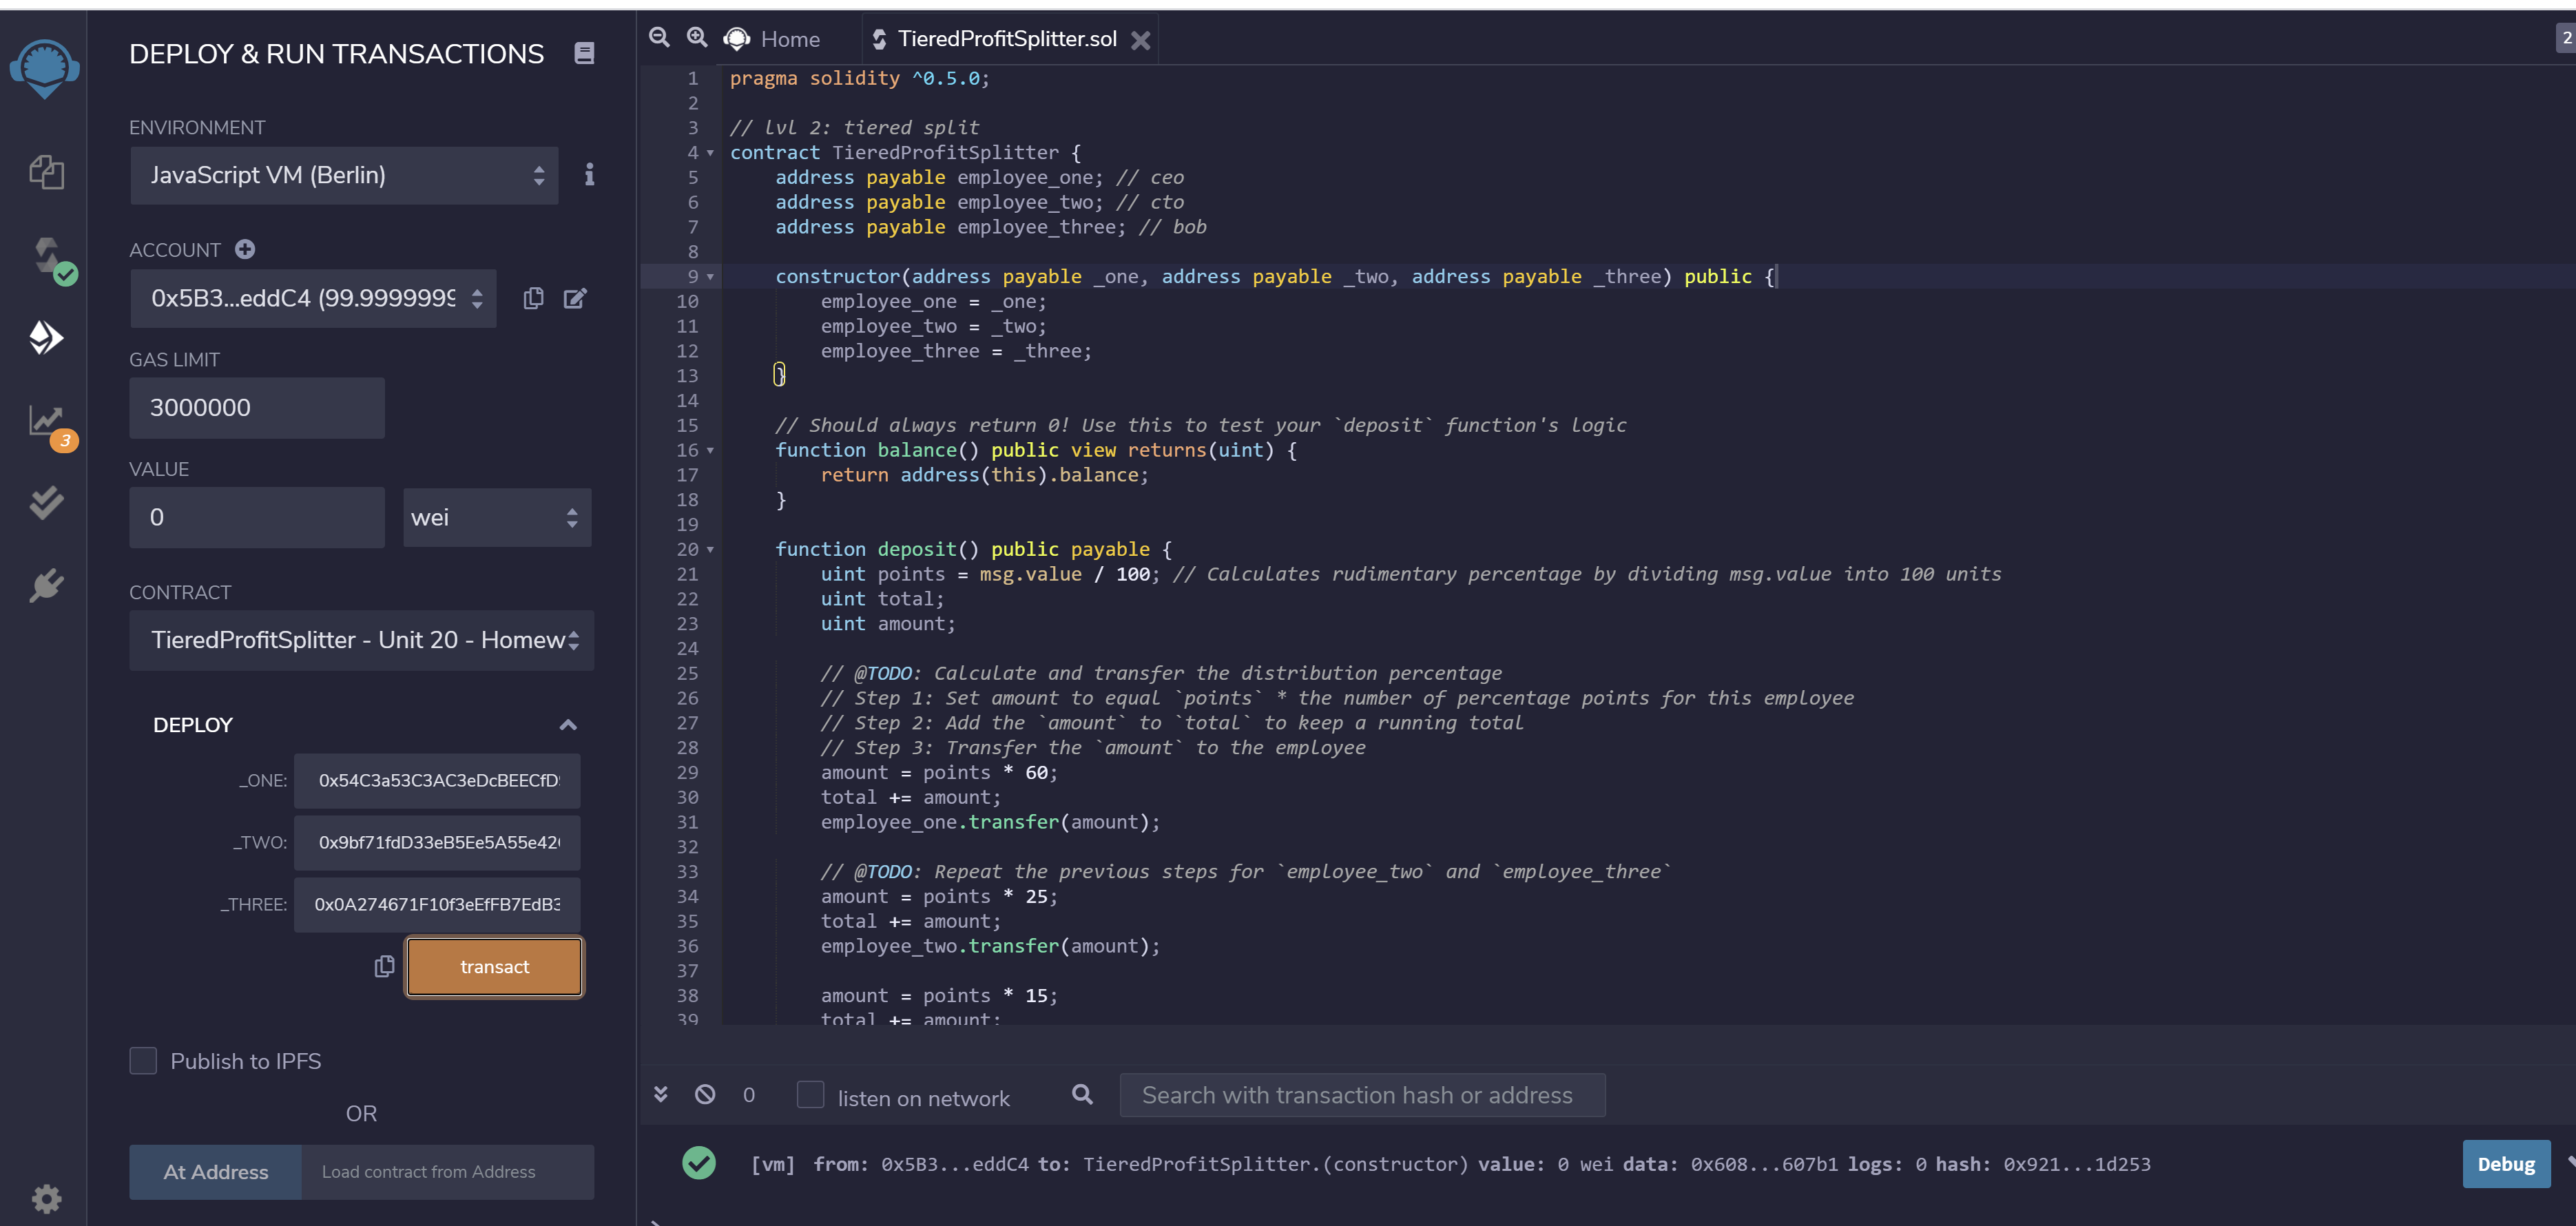 DEPLOY & RUN TRANSACTIONS
ENVIRONMENT
JavaScript VM (Berlin)
ACCOUNT
0x5B3...eddC4 (99.9999999
GAS LIMIT
3000000
VALUE
0 wei
CONTRACT
TieredProfitSplitter - Unit 20 - Homew
DEPLOY
_ONE: 0x54C3a53C3AC3eDcBEECfD
_TWO: 0x9bf71fdD33eB5Ee5A55e42
_THREE: 0x0A274671F10f3eEfFB7EdB3
transact
Publish to IPFS
OR
At Address Load contract from Address
3
Home TieredProfitSplitter.sol
2
1 pragma solidity ^0.5.0;
2
3 // lvl 2: tiered split
4 contract TieredProfitSplitter {
5 address payable employee_one; // ceo
6 address payable employee_two; // cto
7 address payable employee_three; // bob
8
9 constructor(address payable _one, address payable _two, address payable _three) public {
10 employee_one = _one;
11 employee_two = _two;
12 employee_three = _three;
13 }
14
15 // Should always return 0! Use this to test your `deposit` function's logic
16 function balance() public view returns(uint) {
17 return address(this).balance;
18 }
19
20 function deposit() public payable {
21 uint points = msg.value / 100; // Calculates rudimentary percentage by dividing msg.value into 100 units
22 uint total;
23 uint amount;
24
25 // @TODO: Calculate and transfer the distribution percentage
26 // Step 1: Set amount to equal `points` * the number of percentage points for this employee
27 // Step 2: Add the `amount` to `total` to keep a running total
28 // Step 3: Transfer the `amount` to the employee
29 amount = points * 60;
30 total += amount;
31 employee_one.transfer(amount);
32
33 // @TODO: Repeat the previous steps for `employee_two` and `employee_three`
34 amount = points * 25;
35 total += amount;
36 employee_two.transfer(amount);
37
38 amount = points * 15;
39 total += amount;
0 listen on network Search with transaction hash or address
[vm] from: 0x5B3...eddC4 to: TieredProfitSplitter.(constructor) value: 0 wei data: 0x608...607b1 logs: 0 hash: 0x921...1d253
Debug